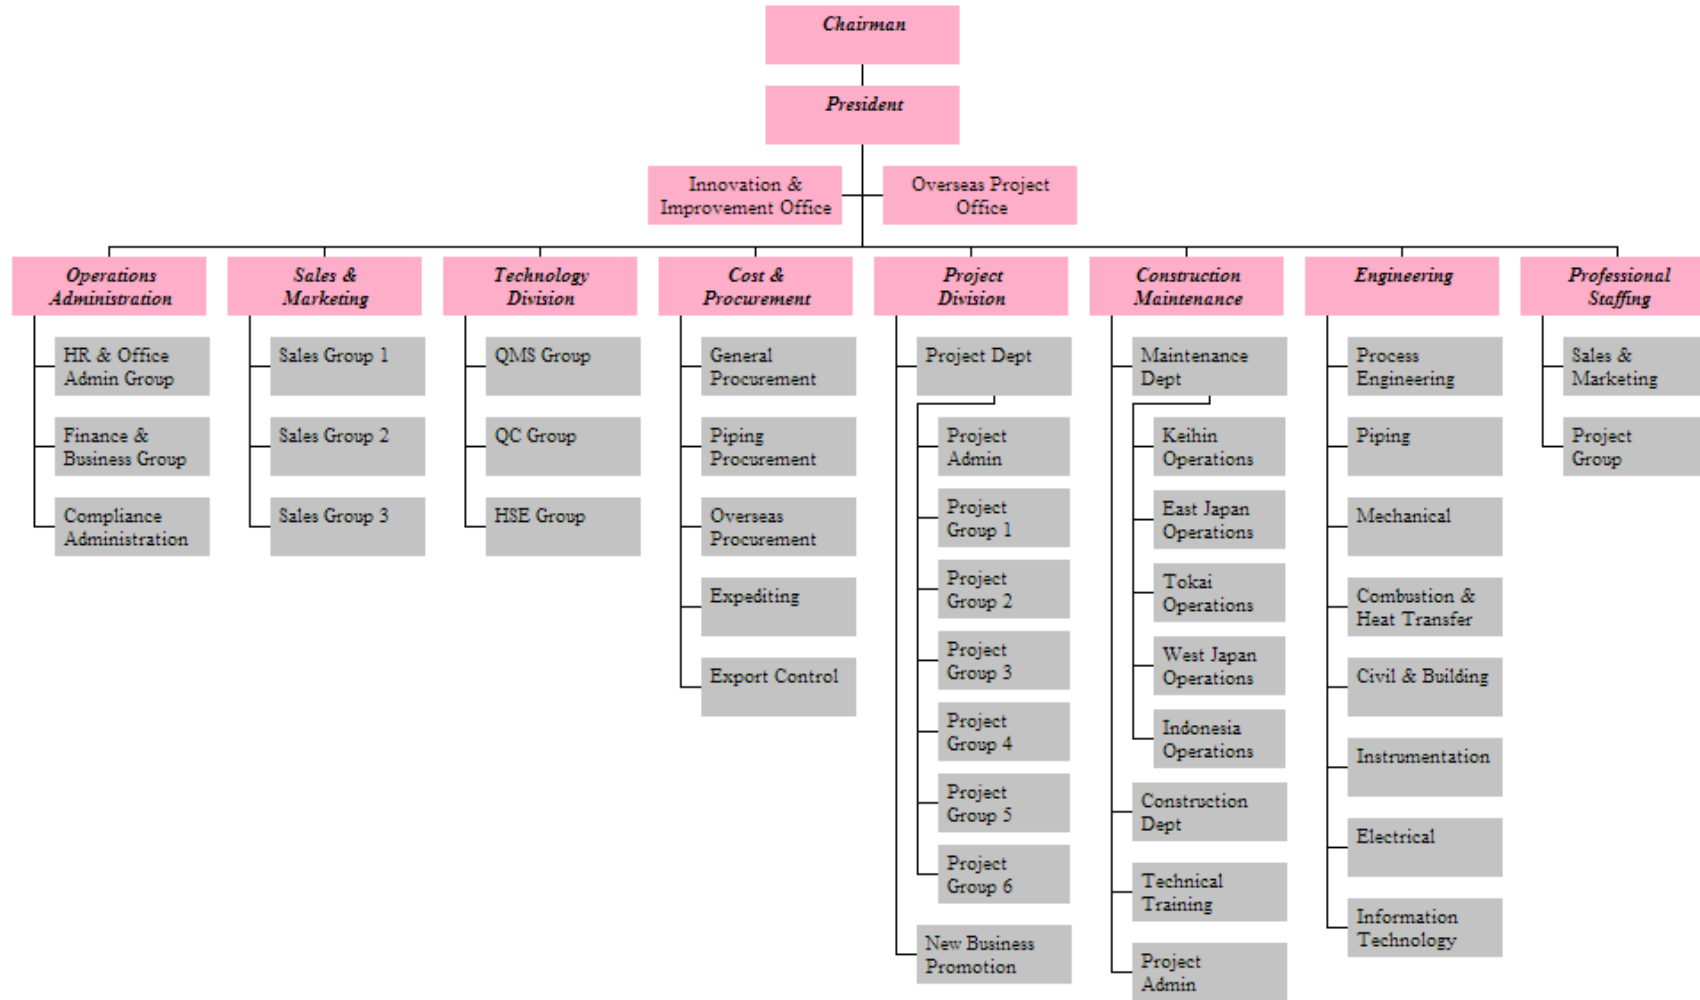 Chairman
President
Innovation &
Improvement Office
Overseas Project
Office
Operations
Administration
Sales &
Marketing
Technology
Division
Cost &
Procurement
Project
Division
Construction
Maintenance
Engineering
Professional
Staffing
HR & Office
Admin Group
Finance &
Business Group
Compliance
Administration
Sales Group 1
Sales Group 2
Sales Group 3
QMS Group
QC Group
HSE Group
General
Procurement
Piping
Procurement
Overseas
Procurement
Expediting
Export Control
Project Dept
Project
Admin
Project
Group 1
Project
Group 2
Project
Group 3
Project
Group 4
Project
Group 5
Project
Group 6
New Business
Promotion
Maintenance
Dept
Keihin
Operations
East Japan
Operations
Tokai
Operations
West Japan
Operations
Indonesia
Operations
Construction
Dept
Technical
Training
Project
Admin
Process
Engineering
Piping
Mechanical
Combustion &
Heat Transfer
Civil & Building
Instrumentation
Electrical
Information
Technology
Sales &
Marketing
Project
Group